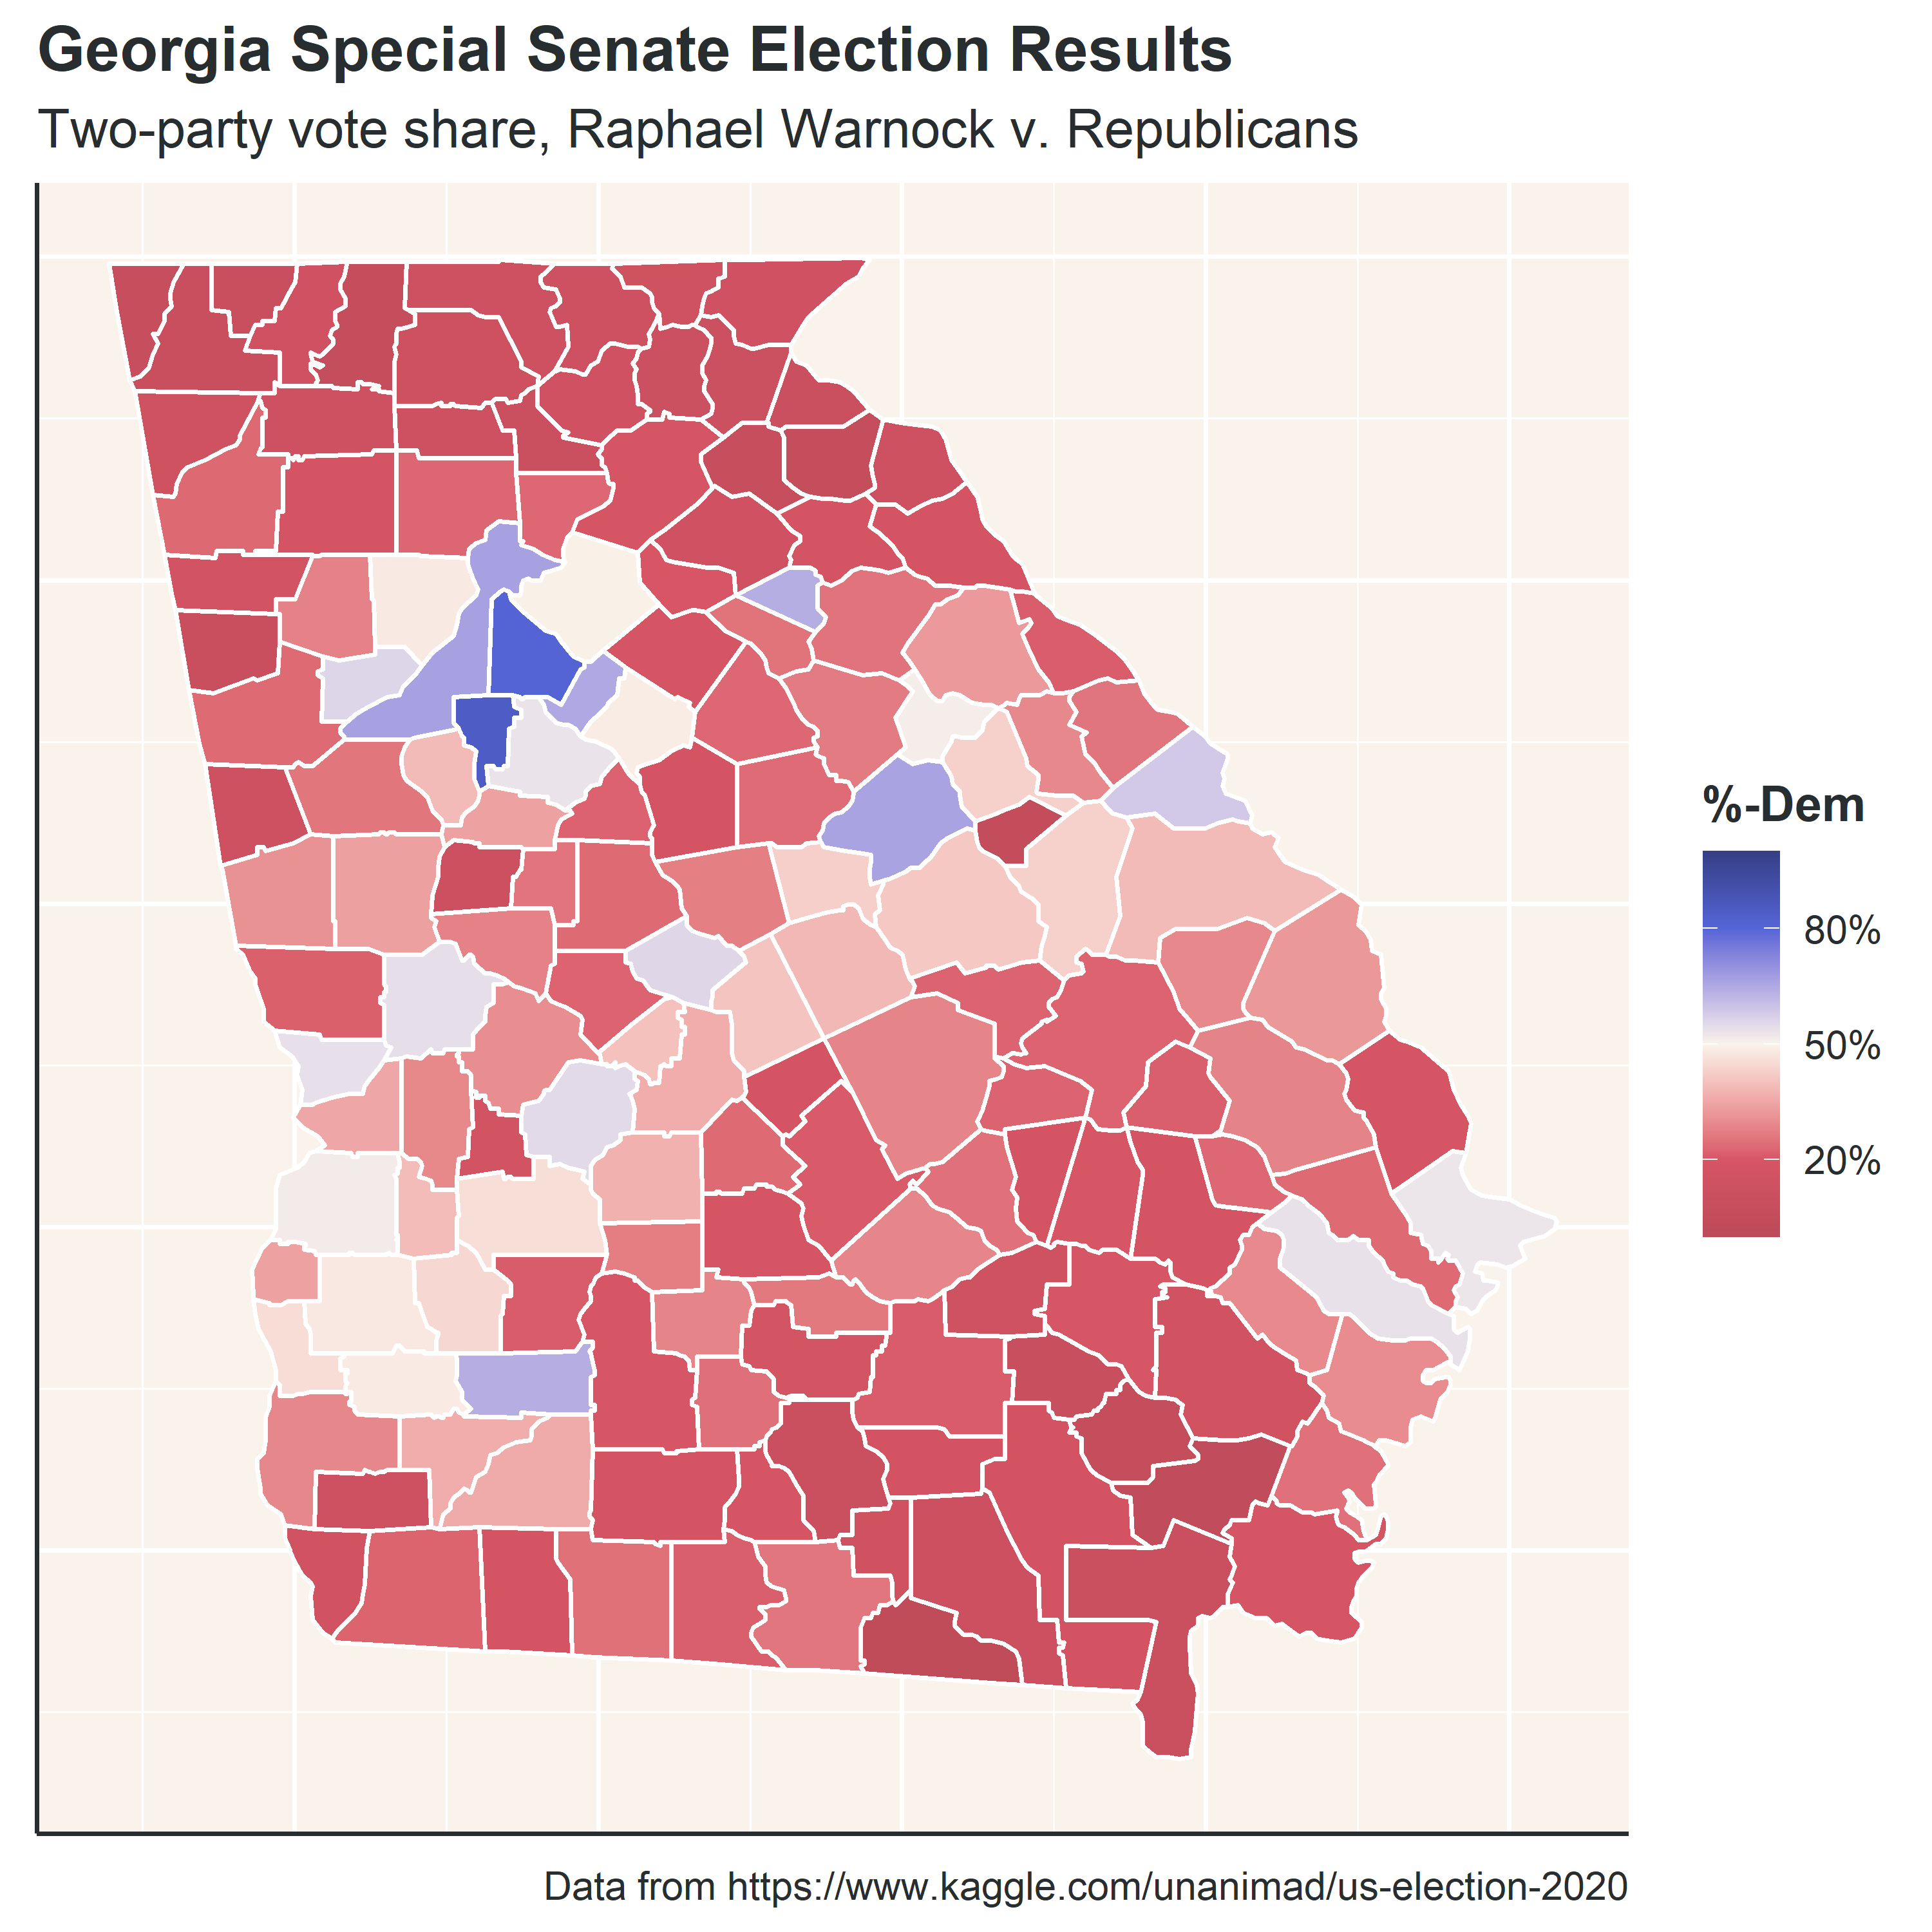 Georgia Special Senate Election Results
Two-party vote share, Raphael Warnock v. Republicans
%-Dem
80%
50%
20%
Data from https://www.kaggle.com/unanimad/us-election-2020